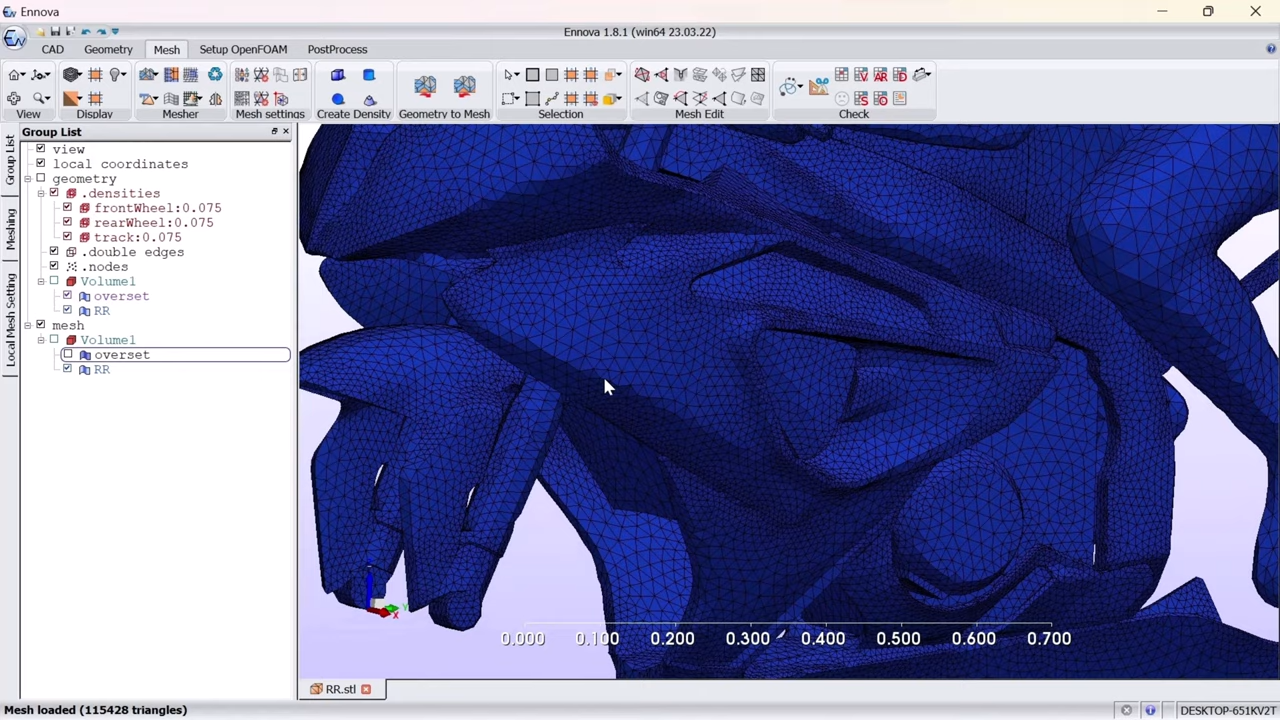 Ennova
Ennova 1.8.1 (win64 23.03.22)
CAD Geometry Mesh Setup OpenFOAM PostProcess
View Display Mesher Mesh settings Create Density Geometry to Mesh Selection Mesh Edit Check
Group List
view
local coordinates
geometry
.densities
frontWheel:0.075
rearWheel:0.075
track:0.075
.double edges
.nodes
Volume1
overset
RR
mesh
Volume1
overset
RR
Group List
Meshing
Local Mesh Setting
Z
Y
X
0.000 0.100 0.200 0.300 0.400 0.500 0.600 0.700
RR.stl
Mesh loaded (115428 triangles)
DESKTOP-651KV2T